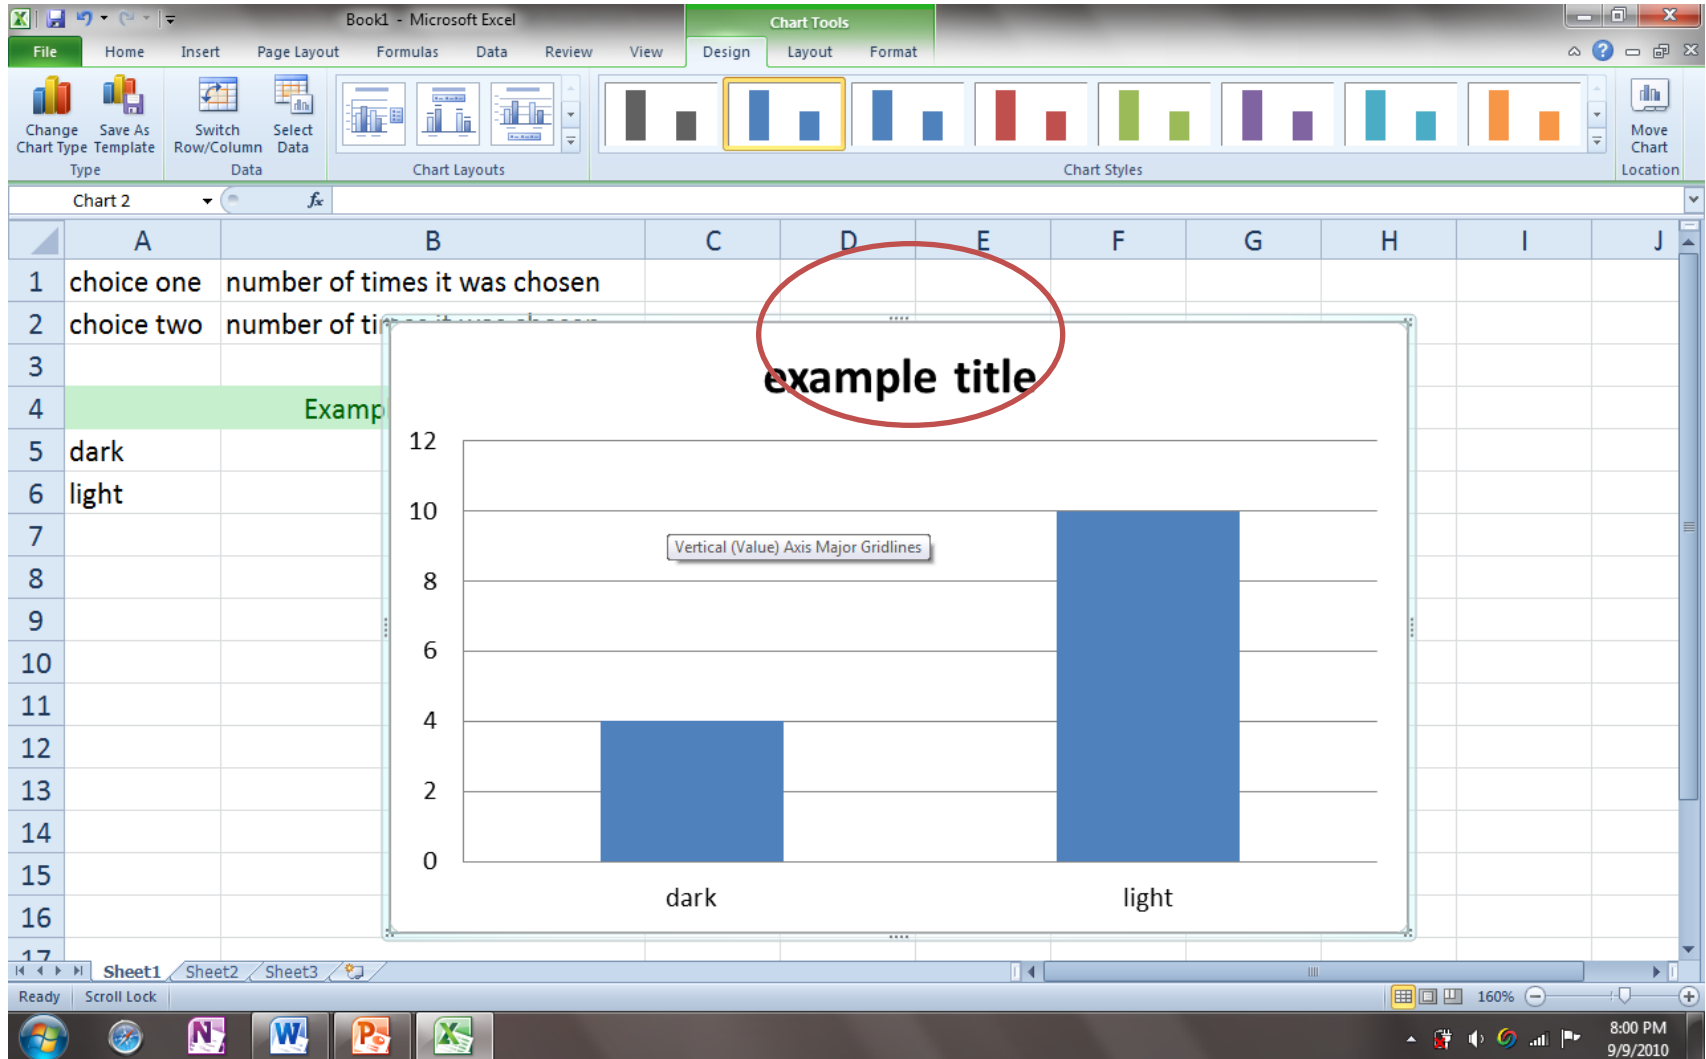 Book1 - Microsoft Excel
Chart Tools
File Home Insert Page Layout Formulas Data Review View Design Layout Format
Change Chart Type
Save As Template
Switch Row/Column
Select Data
Move Chart
Type Data Chart Layouts Chart Styles Location
Chart 2 fx
A B C D E F G H I J
1 choice one number of times it was chosen
2 choice two number of times it was chosen
3
4 Examp
5 dark
6 light
7
8
9
10
11
12
13
14
15
16
17
example title
12
10
Vertical (Value) Axis Major Gridlines
8
6
4
2
0
dark light
Sheet1 Sheet2 Sheet3
Ready Scroll Lock 160%
8:00 PM
9/9/2010